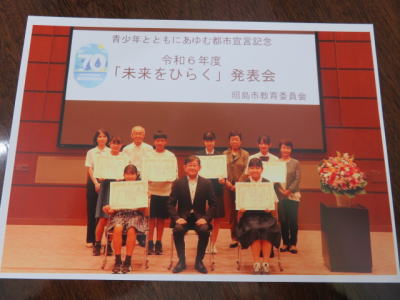 青少年とともにあゆむ都市宣言記念
令和６年度
「未来をひらく」発表会
昭島市教育委員会
70